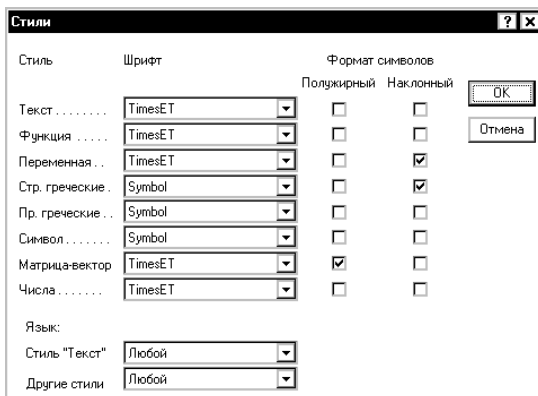 Стили
Стиль Шрифт Формат символов
Полужирный Наклонный
OK
Текст . . . . . . . . TimesET
Функция . . . . . TimesET
Отмена
Переменная . . TimesET
Стр. греческие . Symbol
Пр. греческие . . Symbol
Символ . . . . . . . Symbol
Матрица-вектор TimesET
Числа . . . . . . . TimesET
Язык:
Стиль "Текст" Любой
Другие стили Любой